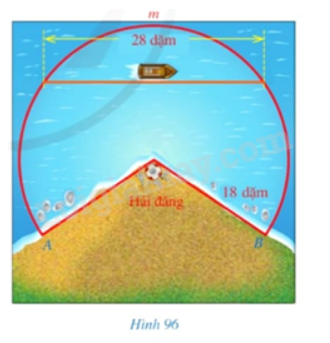 m
28 dặm
18 dặm
Hải đăng
A
B
Hình 96